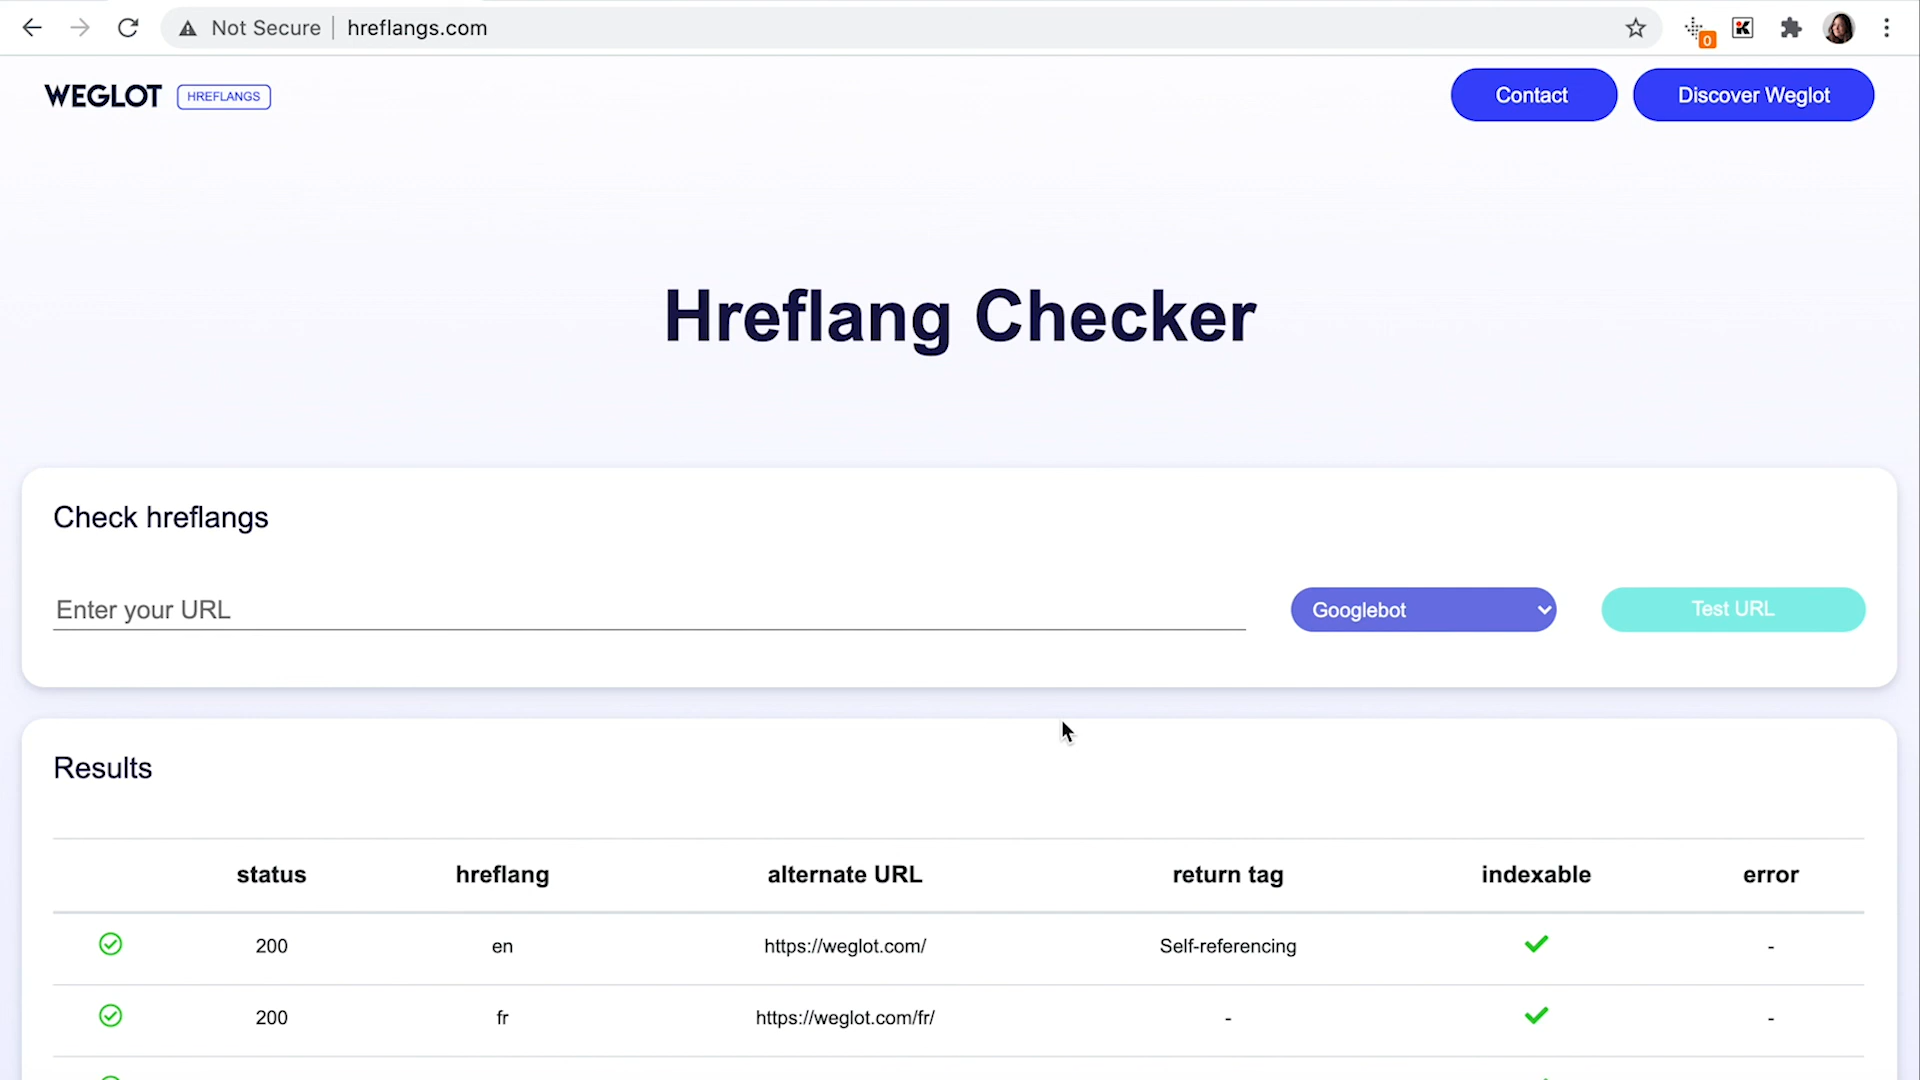 Not Secure | hreflangs.com
0
K
WEGLOT HREFLANGS
Contact
Discover Weglot
Hreflang Checker
Check hreflangs
Enter your URL
Googlebot
Test URL
Results
status hreflang alternate URL return tag indexable error
200 en https://weglot.com/ Self-referencing -
200 fr https://weglot.com/fr/ - -